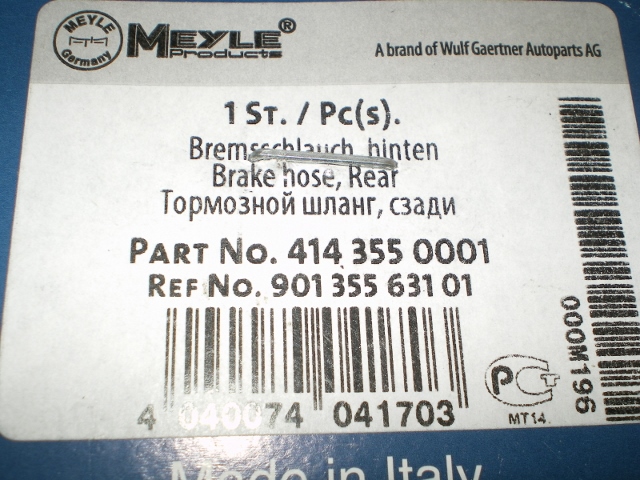 MEYLE
Germany
MEYLE®
Products
A brand of Wulf Gaertner Autoparts AG
1 St. / Pc(s).
Bremsschlauch, hinten
Brake hose, Rear
Тормозной шланг, сзади
Part No. 414 355 0001
Ref No. 901 355 631 01
4 040074 041703
000M196
РСТ
МТ14
Made in Italy